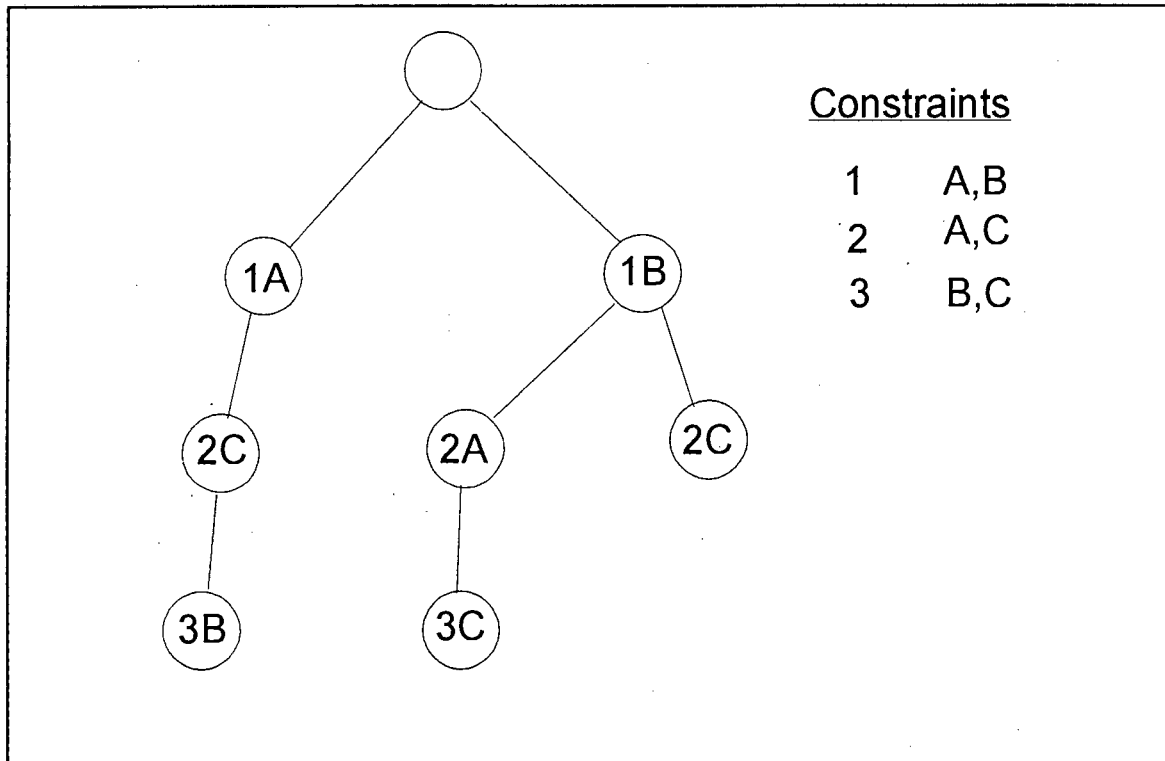 Constraints
1 A,B
2 A,C
3 B,C
1A 1B
2C 2A 2C
3B 3C